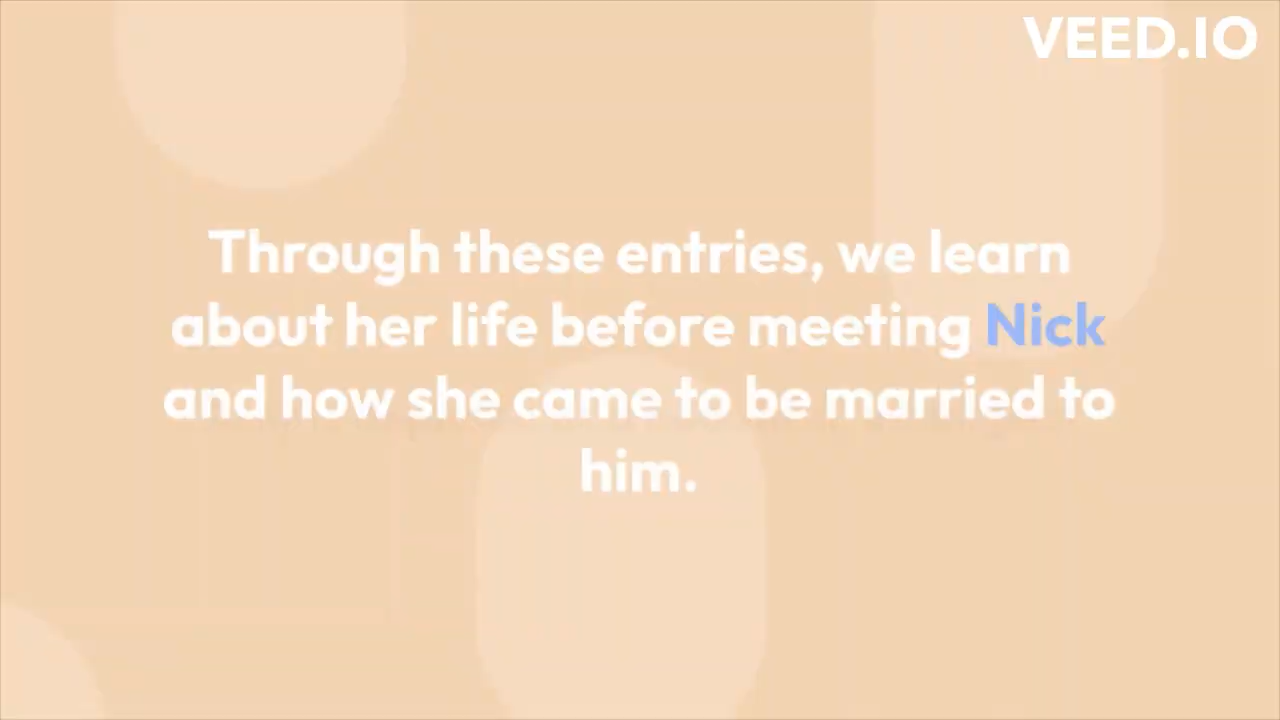 VEED.IO
Through these entries, we learn
about her life before meeting Nick
and how she came to be married to
him.